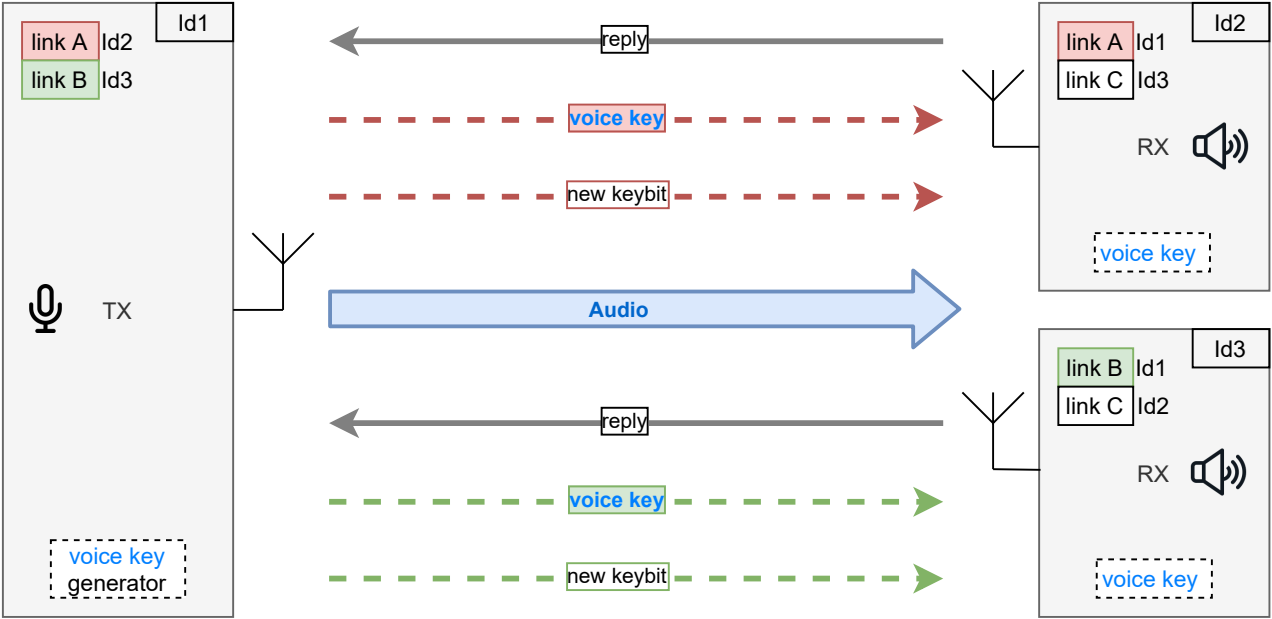 Id1
link A Id2
link B Id3
TX
voice key
generator
reply
voice key
new keybit
Audio
reply
voice key
new keybit
Id2
link A Id1
link C Id3
RX
voice key
Id3
link B Id1
link C Id2
RX
voice key